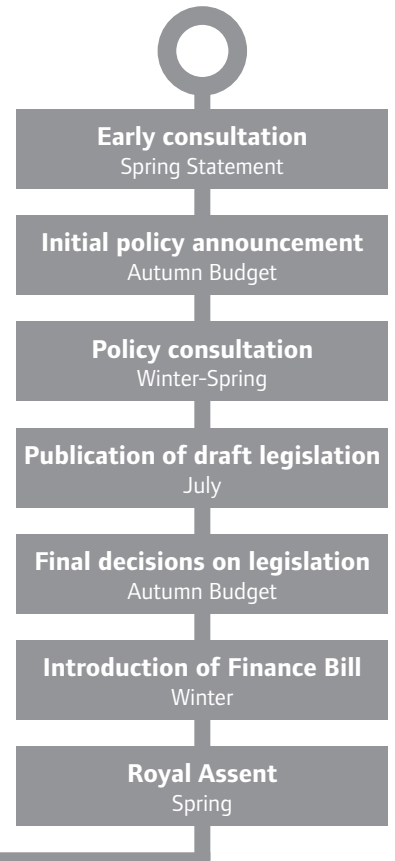 Early consultation
Spring Statement
Initial policy announcement
Autumn Budget
Policy consultation
Winter-Spring
Publication of draft legislation
July
Final decisions on legislation
Autumn Budget
Introduction of Finance Bill
Winter
Royal Assent
Spring